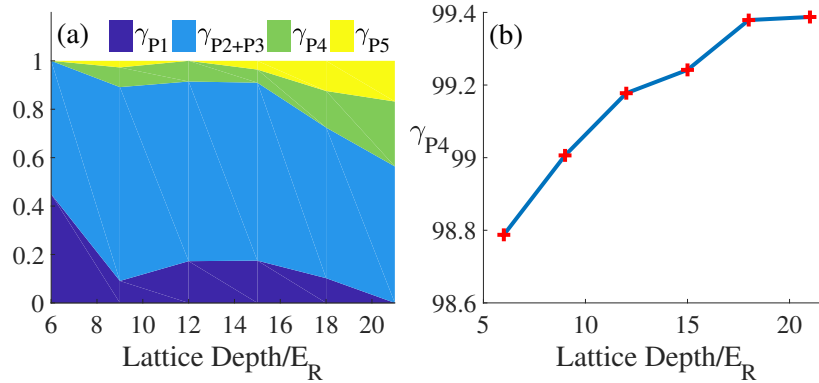 (a) γP1 γP2+P3 γP4 γP5
1
0.8
0.6
0.4
0.2
0
6 8 10 12 14 16 18 20
Lattice Depth/ER
(b)
γP4
99.4
99.2
99
98.8
98.6
5 10 15 20
Lattice Depth/ER